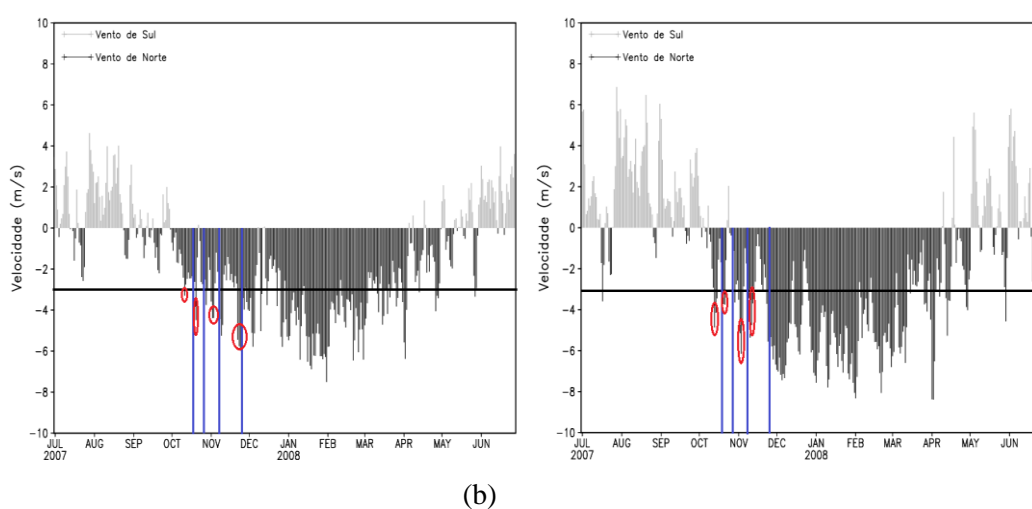 10
8
6
4
2
0
−2
−4
−6
−8
−10
Velocidade (m/s)
Vento de Sul
Vento de Norte
JUL AUG SEP OCT NOV DEC JAN FEB MAR APR MAY JUN
2007 2008
10
8
6
4
2
0
−2
−4
−6
−8
−10
Velocidade (m/s)
Vento de Sul
Vento de Norte
JUL AUG SEP OCT NOV DEC JAN FEB MAR APR MAY JUN
2007 2008
(b)